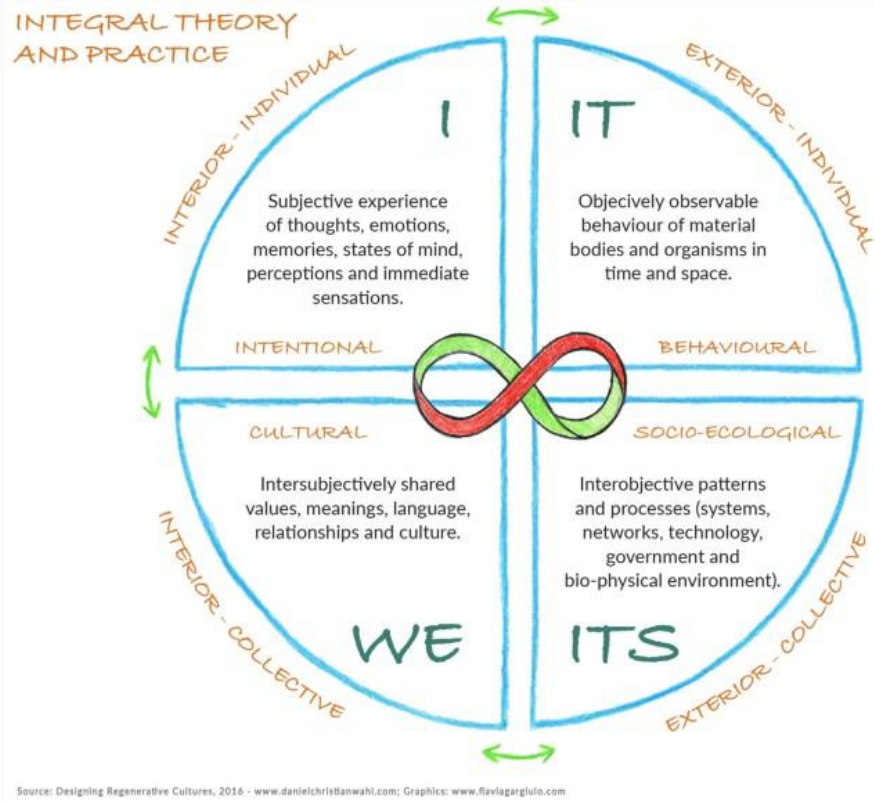 INTEGRAL THEORY
AND PRACTICE
INTERIOR - INDIVIDUAL
EXTERIOR - INDIVIDUAL
I
IT
Subjective experience
of thoughts, emotions,
memories, states of mind,
perceptions and immediate
sensations.
Objecively observable
behaviour of material
bodies and organisms in
time and space.
INTENTIONAL
BEHAVIOURAL
CULTURAL
SOCIO-ECOLOGICAL
Intersubjectively shared
values, meanings, language,
relationships and culture.
Interobjective patterns
and processes (systems,
networks, technology,
government and
bio-physical environment).
WE
ITS
INTERIOR - COLLECTIVE
EXTERIOR - COLLECTIVE
Source: Designing Regenerative Cultures, 2016 - www.danielchristianwahl.com; Graphics: www.flaviagargiulo.com